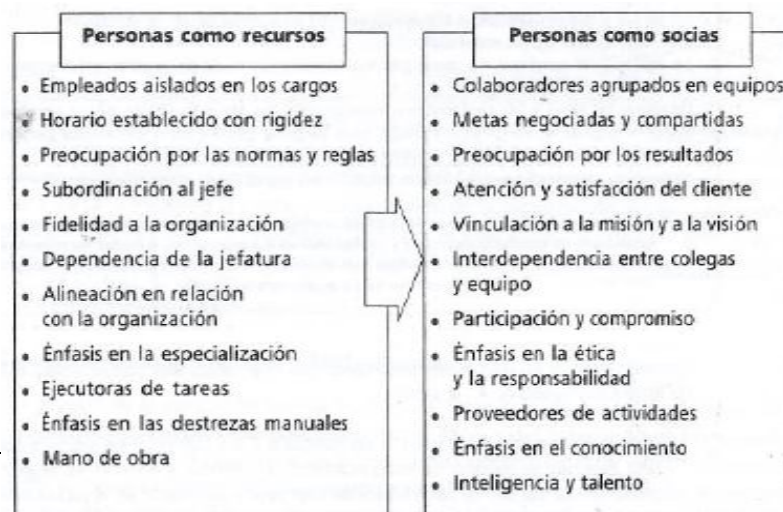 Personas como recursos
• Empleados aislados en los cargos
• Horario establecido con rigidez
• Preocupación por las normas y reglas
• Subordinación al jefe
• Fidelidad a la organización
• Dependencia de la jefatura
• Alineación en relación
con la organización
• Énfasis en la especialización
• Ejecutoras de tareas
• Énfasis en las destrezas manuales
• Mano de obra
Personas como socias
• Colaboradores agrupados en equipos
• Metas negociadas y compartidas
• Preocupación por los resultados
• Atención y satisfacción del cliente
• Vinculación a la misión y a la visión
• Interdependencia entre colegas
y equipo
• Participación y compromiso
• Énfasis en la ética
y la responsabilidad
• Proveedores de actividades
• Énfasis en el conocimiento
• Inteligencia y talento